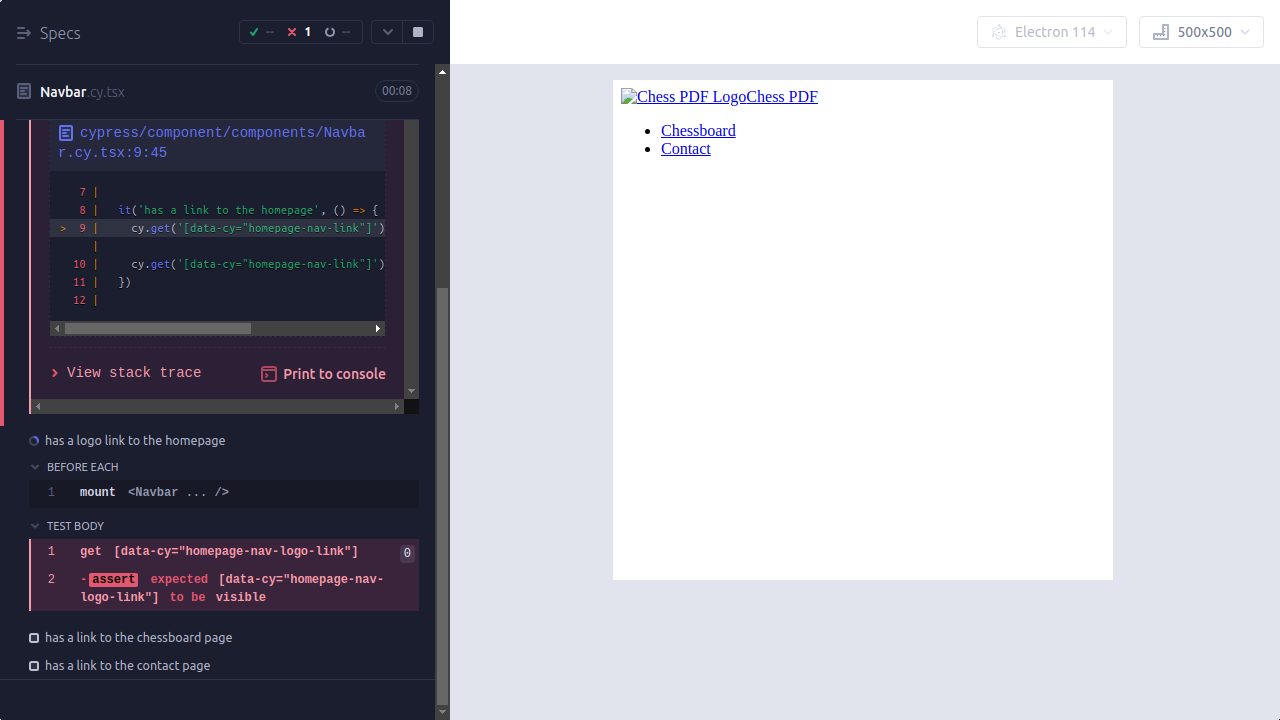 Specs
-- 1 --
Electron 114
500x500
Navbar.cy.tsx
00:08
cypress/component/components/Navba
r.cy.tsx:9:45
7 |
8 | it('has a link to the homepage', () => {
> 9 | cy.get('[data-cy="homepage-nav-link"]')
|
10 | cy.get('[data-cy="homepage-nav-link"]')
11 | })
12 |
View stack trace
Print to console
has a logo link to the homepage
BEFORE EACH
1 mount <Navbar ... />
TEST BODY
1 get [data-cy="homepage-nav-logo-link"] 0
2 -assert expected [data-cy="homepage-nav-
logo-link"] to be visible
has a link to the chessboard page
has a link to the contact page
Chess PDF LogoChess PDF
Chessboard
Contact